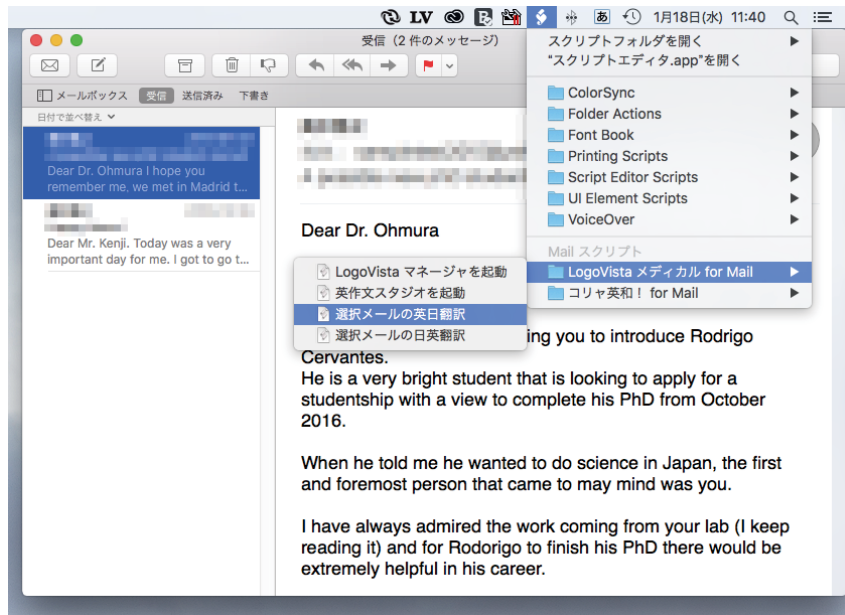 LV
あ
1月18日(水) 11:40
受信（2 件のメッセージ）
メールボックス 受信 送信済み 下書き
日付で並べ替え
Dear Dr. Ohmura I hope you
remember me, we met in Madrid t...
Dear Mr. Kenji. Today was a very
important day for me. I got to go t...
スクリプトフォルダを開く
"スクリプトエディタ.app"を開く
ColorSync
Folder Actions
Font Book
Printing Scripts
Script Editor Scripts
UI Element Scripts
VoiceOver
Mail スクリプト
LogoVista メディカル for Mail
コリャ英和！ for Mail
LogoVista マネージャを起動
英作文スタジオを起動
選択メールの英日翻訳
選択メールの日英翻訳
Dear Dr. Ohmura
ing you to introduce Rodrigo
Cervantes.
He is a very bright student that is looking to apply for a
studentship with a view to complete his PhD from October
2016.
When he told me he wanted to do science in Japan, the first
and foremost person that came to may mind was you.
I have always admired the work coming from your lab (I keep
reading it) and for Rodorigo to finish his PhD there would be
extremely helpful in his career.